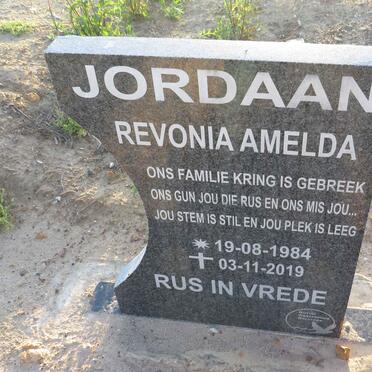 JORDAAN
REVONIA AMELDA
ONS FAMILIE KRING IS GEBREEK
ONS GUN JOU DIE RUS EN ONS MIS JOU...
JOU STEM IS STIL EN JOU PLEK IS LEEG
19-08-1984
03-11-2019
RUS IN VREDE